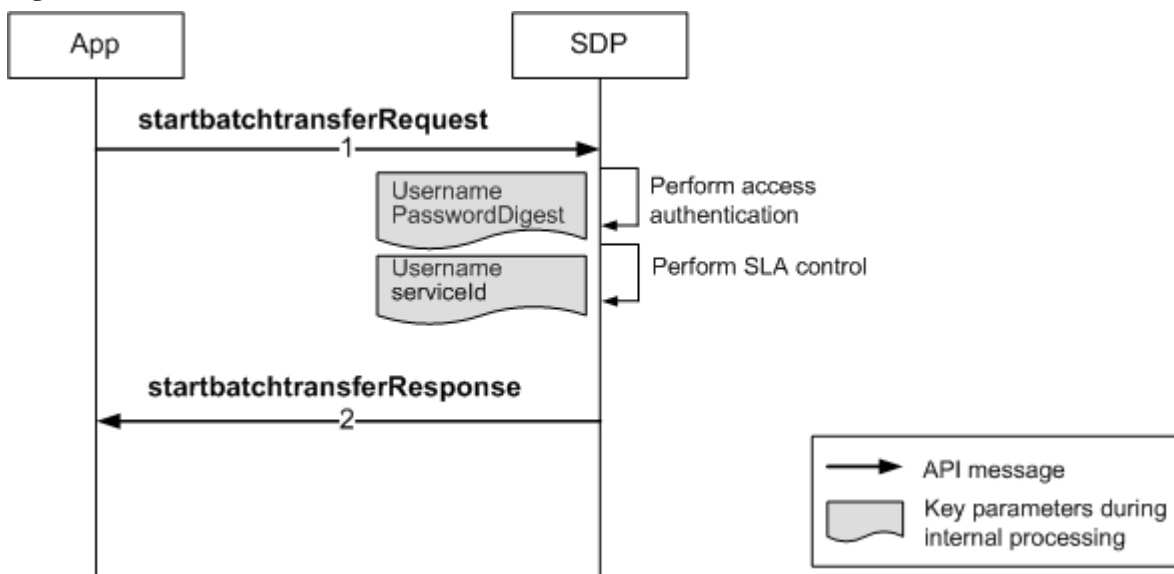 App
SDP
startbatchtransferRequest
1
Username
PasswordDigest
Perform access
authentication
Username
serviceId
Perform SLA control
startbatchtransferResponse
2
API message
Key parameters during
internal processing